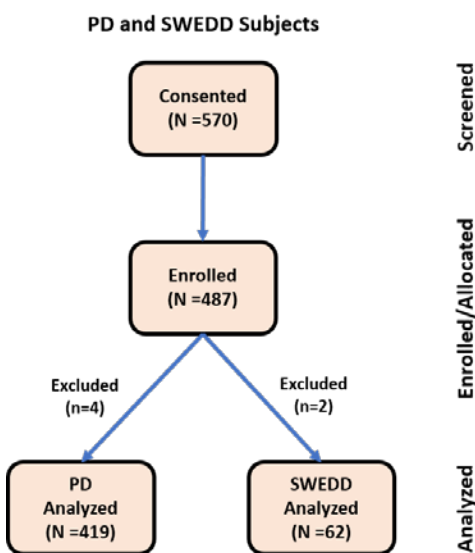 PD and SWEDD Subjects
Consented
(N =570)
Screened
Enrolled
(N =487)
Enrolled/Allocated
Excluded
(n=4)
Excluded
(n=2)
PD
Analyzed
(N =419)
SWEDD
Analyzed
(N =62)
Analyzed